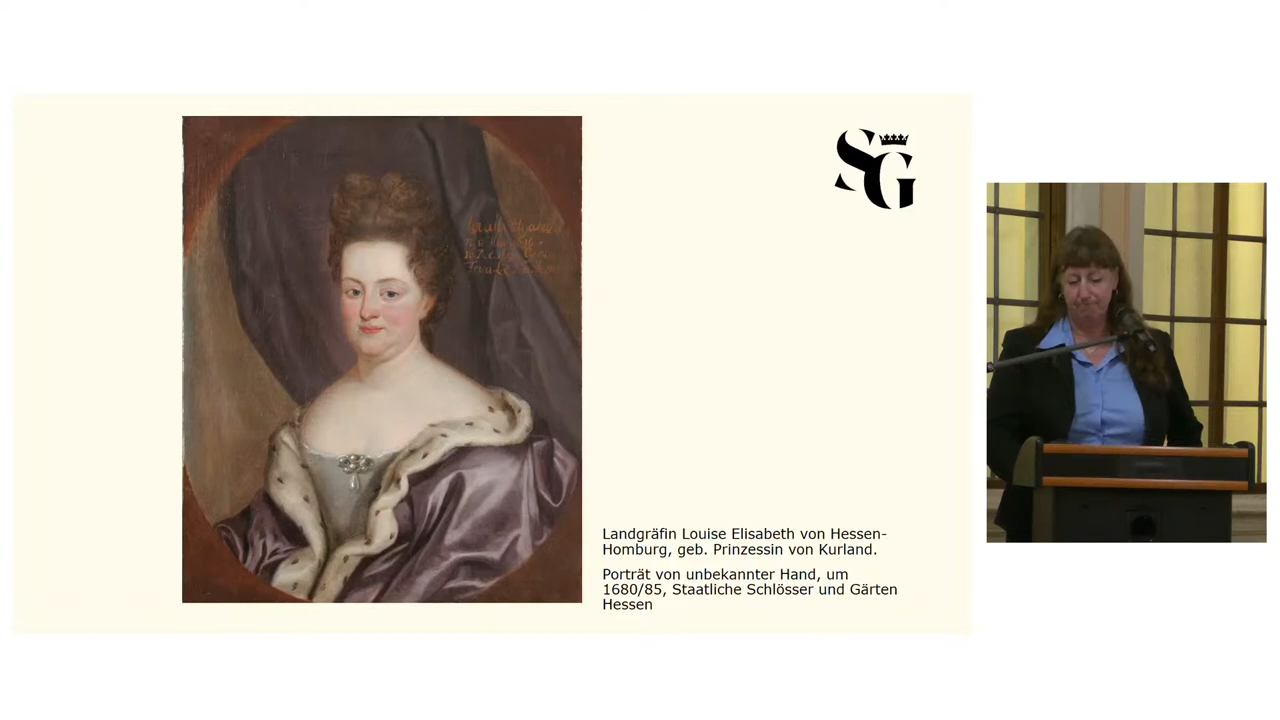 SG
Landgräfin Louise Elisabeth von Hessen-
Homburg, geb. Prinzessin von Kurland.
Porträt von unbekannter Hand, um
1680/85, Staatliche Schlösser und Gärten
Hessen